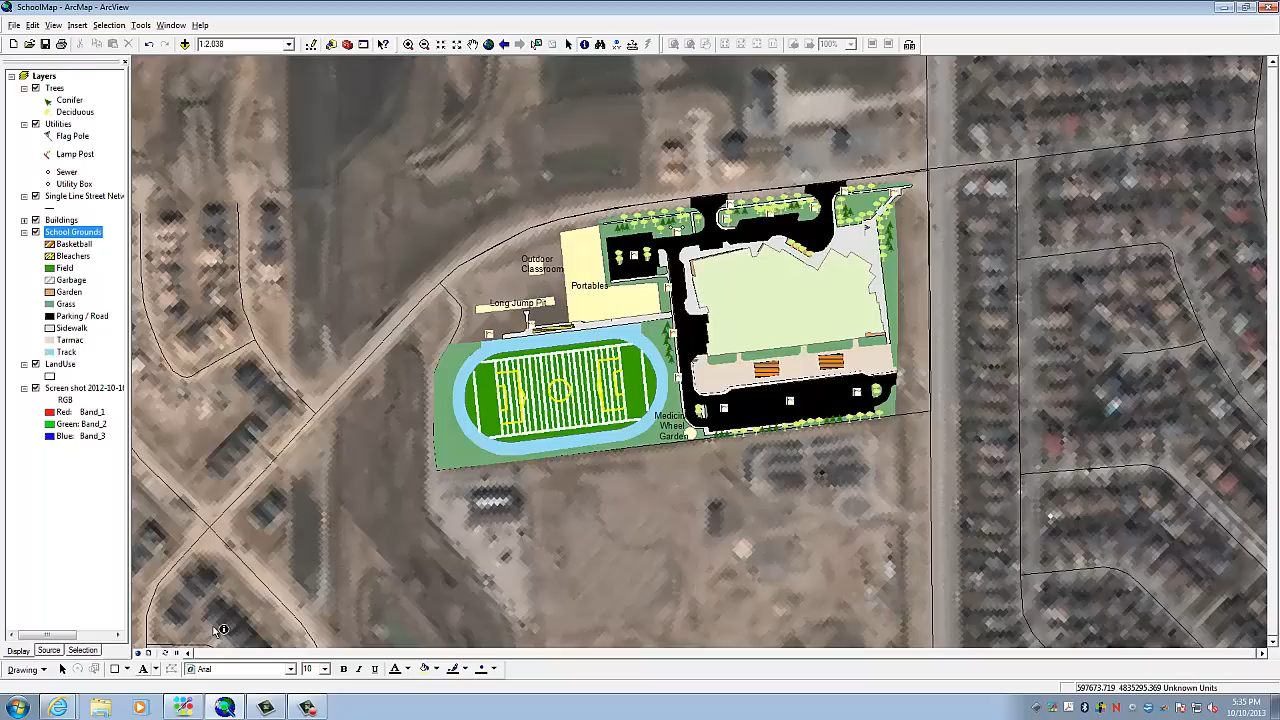 SchoolMap - ArcMap - ArcView
File Edit View Insert Selection Tools Window Help
1:2,038
100%
Layers
Trees
Conifer
Deciduous
Utilities
Flag Pole
Lamp Post
Sewer
Utility Box
Single Line Street Netw
Buildings
School Grounds
Basketball
Bleachers
Field
Garbage
Garden
Grass
Parking / Road
Sidewalk
Tarmac
Track
LandUse
Screen shot 2012-10-1
RGB
Red: Band_1
Green: Band_2
Blue: Band_3
Outdoor
Classroom
Portables
Long Jump Pit
Medicin
Wheel
Garden
Display Source Selection
Drawing Arial 10 B I U A
597673.719 4835295.369 Unknown Units
5:35 PM
10/10/2013